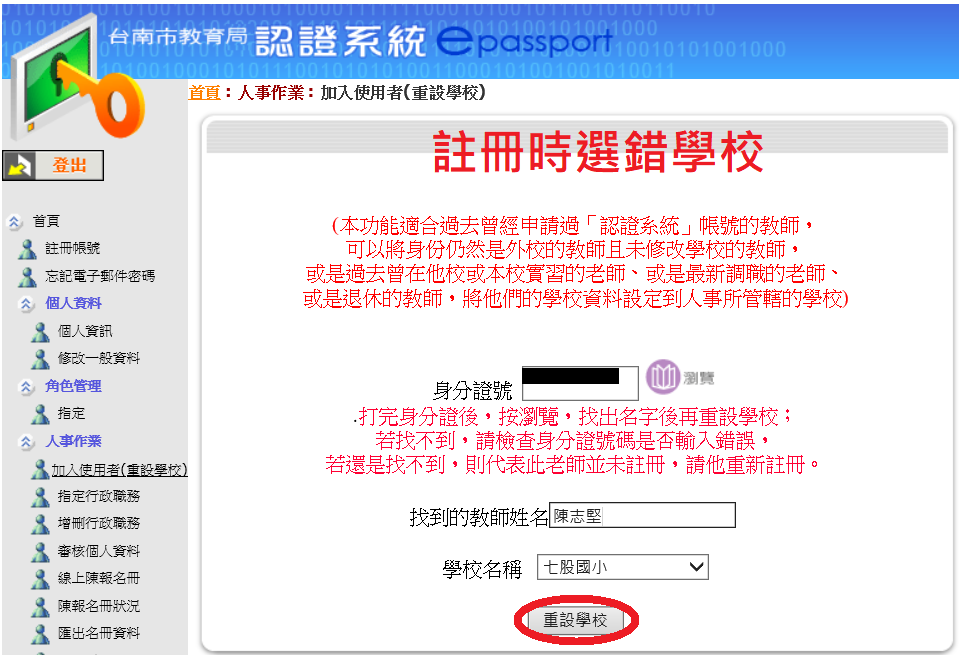 台南市教育局 認證系統 epassport
首頁：人事作業：加入使用者(重設學校)
登出
首頁
註冊帳號
忘記電子郵件密碼
個人資料
個人資訊
修改一般資料
角色管理
指定
人事作業
加入使用者(重設學校)
指定行政職務
增刪行政職務
審核個人資料
線上陳報名冊
陳報名冊狀況
匯出名冊資料
註冊時選錯學校
(本功能適合過去曾經申請過「認證系統」帳號的教師，
可以將身份仍然是外校的教師且未修改學校的教師，
或是過去曾在他校或本校實習的老師、或是最新調職的老師、
或是退休的教師，將他們的學校資料設定到人事所管轄的學校)
身分證號 瀏覽
.打完身分證後，按瀏覽，找出名字後再重設學校；
若找不到，請檢查身分證號碼是否輸入錯誤，
若還是找不到，則代表此老師並未註冊，請他重新註冊。
找到的教師姓名 陳志堅
學校名稱 七股國小
重設學校